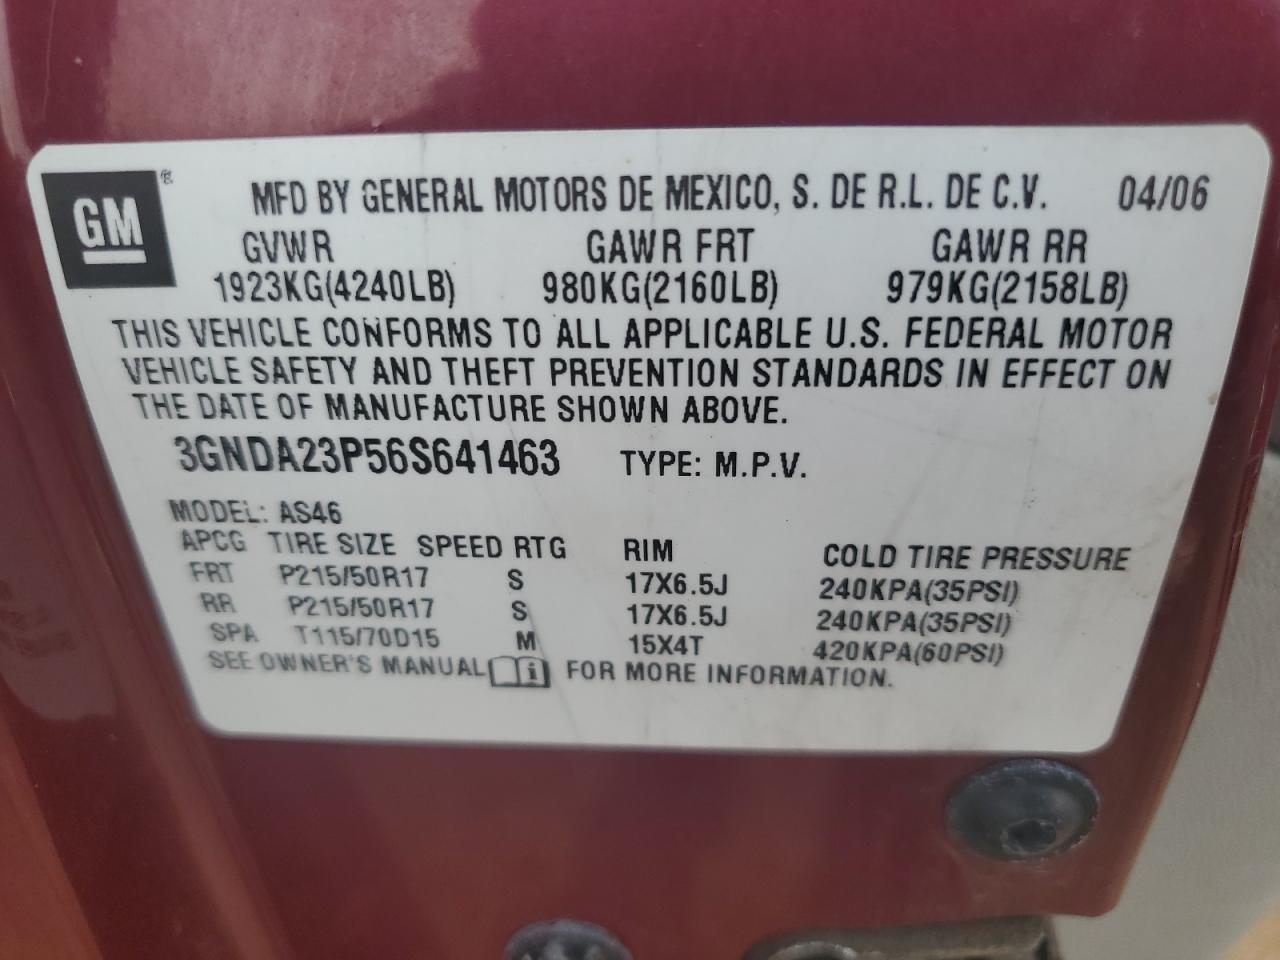 GM®
MFD BY GENERAL MOTORS DE MEXICO, S. DE R.L. DE C.V. 04/06
GVWR GAWR FRT GAWR RR
1923KG(4240LB) 980KG(2160LB) 979KG(2158LB)
THIS VEHICLE CONFORMS TO ALL APPLICABLE U.S. FEDERAL MOTOR
VEHICLE SAFETY AND THEFT PREVENTION STANDARDS IN EFFECT ON
THE DATE OF MANUFACTURE SHOWN ABOVE.
3GNDA23P56S641463 TYPE: M.P.V.
MODEL: AS46
APCG TIRE SIZE SPEED RTG RIM COLD TIRE PRESSURE
FRT P215/50R17 S 17X6.5J 240KPA(35PSI)
RR P215/50R17 S 17X6.5J 240KPA(35PSI)
SPA T115/70D15 M 15X4T 420KPA(60PSI)
SEE OWNER'S MANUAL i FOR MORE INFORMATION.